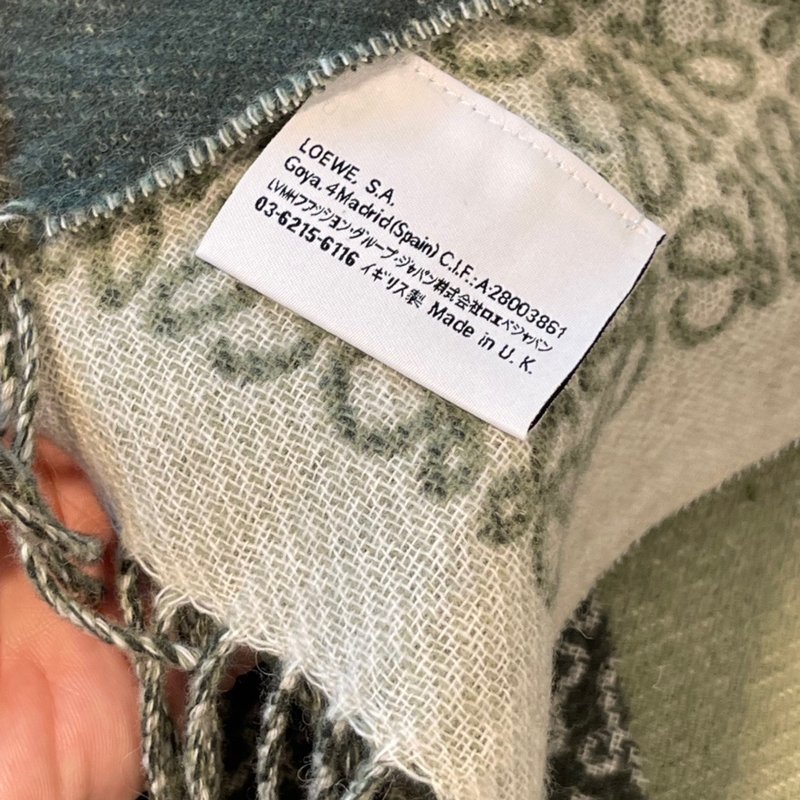 LOEWE, S.A.
Goya, 4 Madrid (Spain) C.I.F.: A28003861
LVMHファッション・グループ・ジャパン株式会社ロエベジャパン
03-6215-6116 イギリス製 Made in U. K.